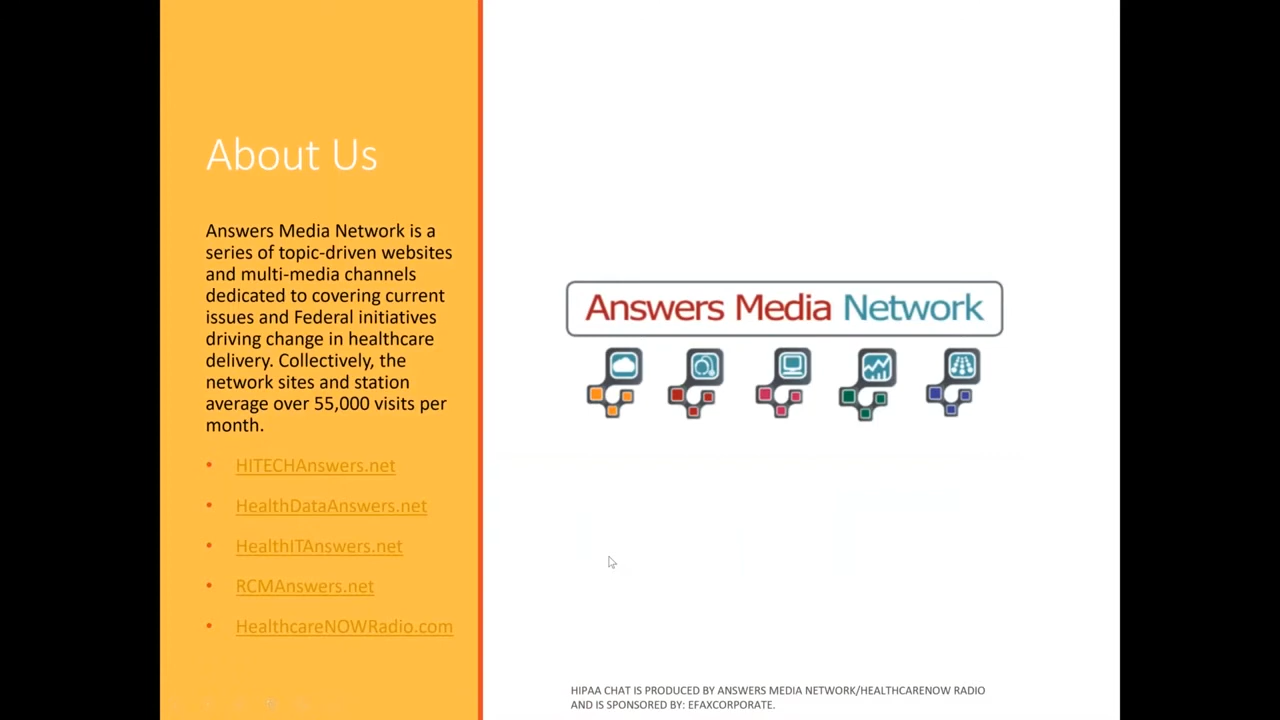 About Us
Answers Media Network is a
series of topic-driven websites
and multi-media channels
dedicated to covering current
issues and Federal initiatives
driving change in healthcare
delivery. Collectively, the
network sites and station
average over 55,000 visits per
month.
• HITECHAnswers.net
• HealthDataAnswers.net
• HealthITAnswers.net
• RCMAnswers.net
• HealthcareNOWRadio.com
Answers Media Network
HIPAA CHAT IS PRODUCED BY ANSWERS MEDIA NETWORK/HEALTHCARENOW RADIO
AND IS SPONSORED BY: EFAXCORPORATE.